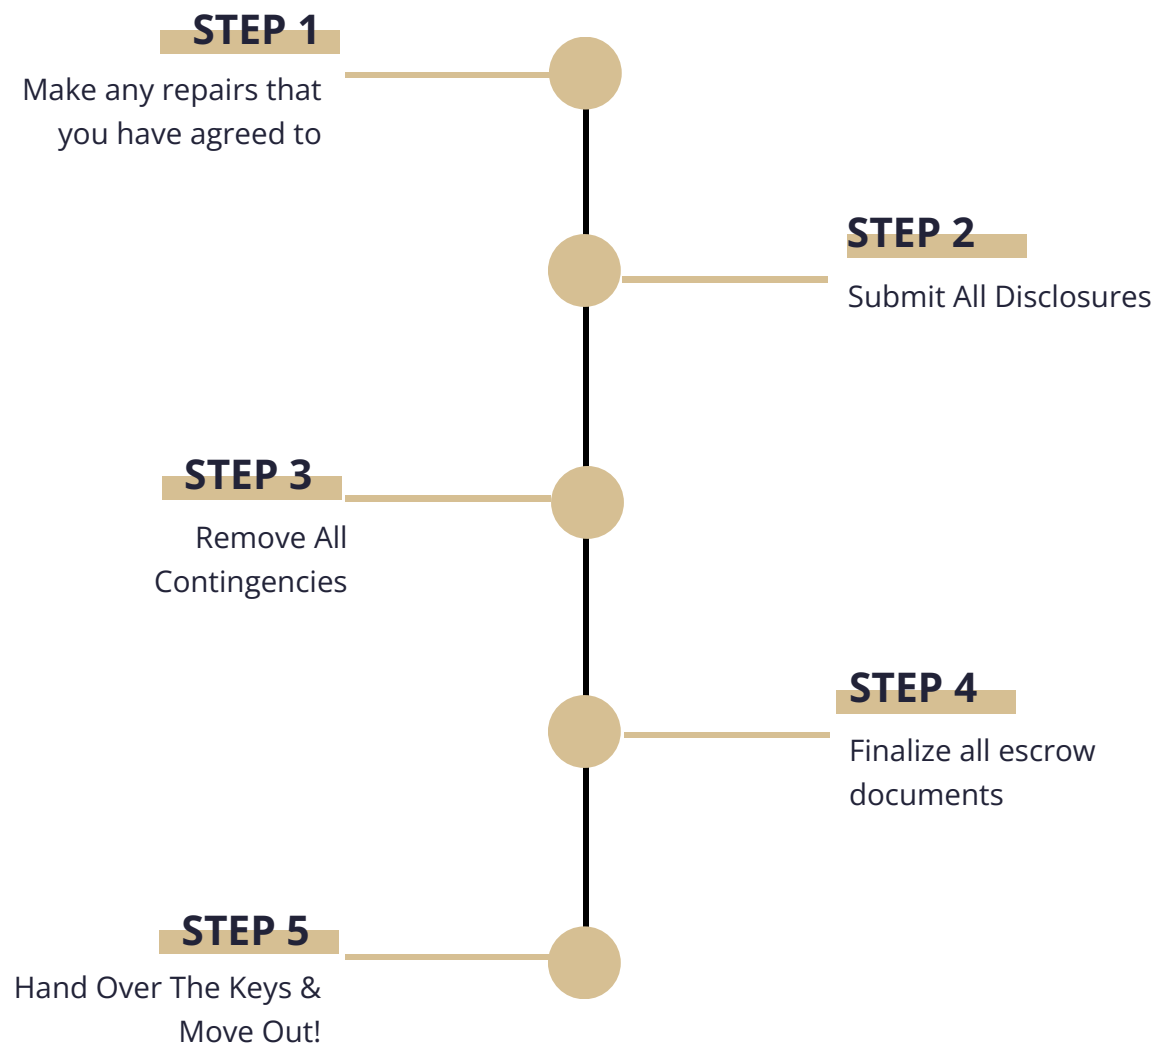 STEP 1
Make any repairs that
you have agreed to
STEP 2
Submit All Disclosures
STEP 3
Remove All
Contingencies
STEP 4
Finalize all escrow
documents
STEP 5
Hand Over The Keys &
Move Out!